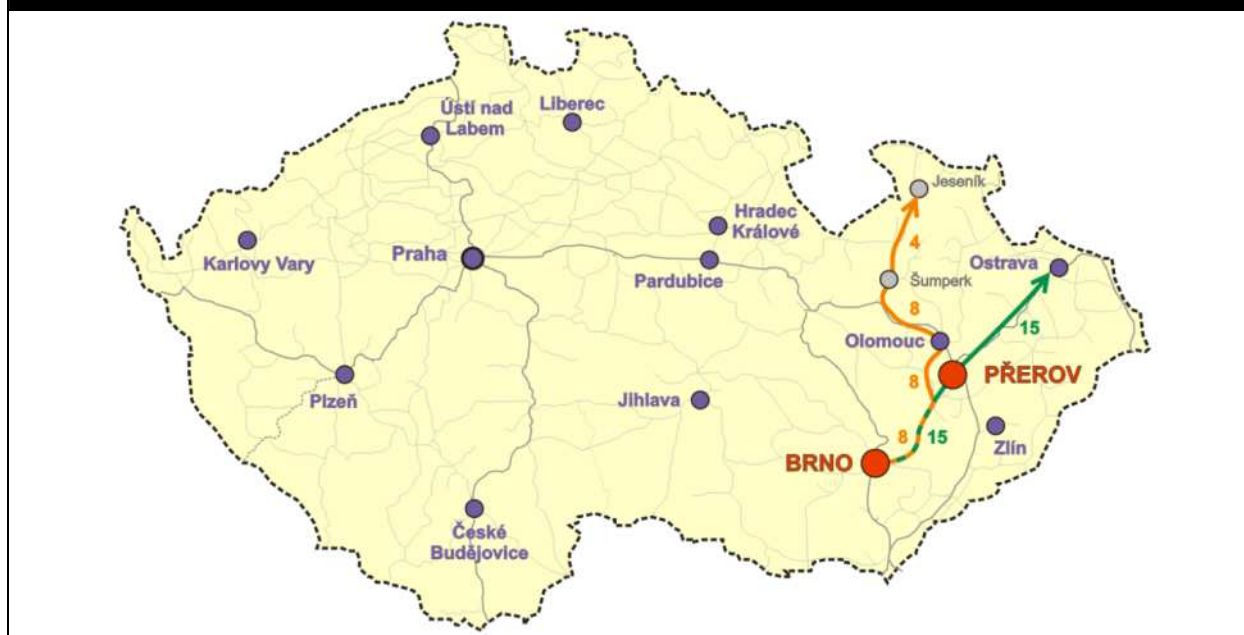 Ústí nad
Labem
Liberec
Jeseník
Hradec
Králové
4
Karlovy Vary
Praha
Pardubice
Šumperk
Ostrava
8
15
Olomouc
8
PŘEROV
Plzeň
Jihlava
8
15
Zlín
BRNO
České
Budějovice